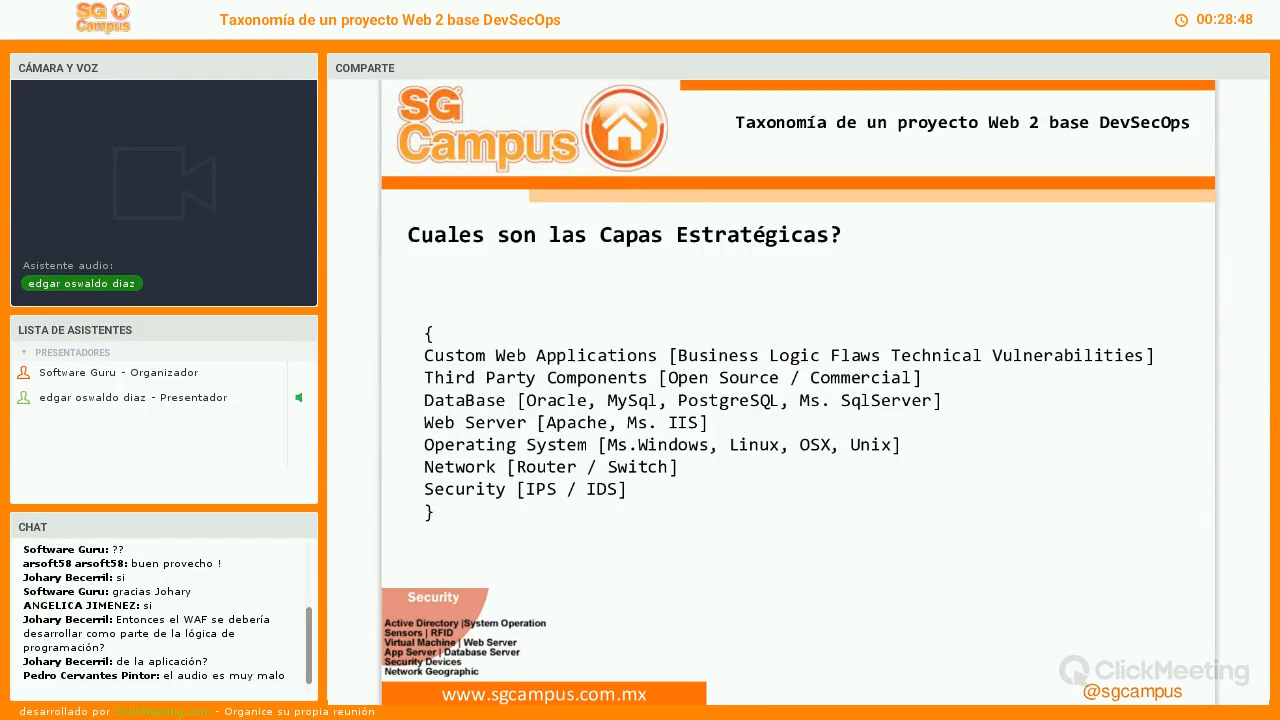 SG
Campus
Taxonomía de un proyecto Web 2 base DevSecOps
00:28:48
CÁMARA Y VOZ
Asistente audio:
edgar oswaldo diaz
LISTA DE ASISTENTES
PRESENTADORES
Software Guru - Organizador
edgar oswaldo diaz - Presentador
CHAT
Software Guru: ??
arsoft58 arsoft58: buen provecho !
Johary Becerril: si
Software Guru: gracias Johary
ANGELICA JIMENEZ: si
Johary Becerril: Entonces el WAF se debería
desarrollar como parte de la lógica de
programación?
Johary Becerril: de la aplicación?
Pedro Cervantes Pintor: el audio es muy malo
COMPARTE
SG
Campus
Taxonomía de un proyecto Web 2 base DevSecOps
Cuales son las Capas Estratégicas?
{
Custom Web Applications [Business Logic Flaws Technical Vulnerabilities]
Third Party Components [Open Source / Commercial]
DataBase [Oracle, MySql, PostgreSQL, Ms. SqlServer]
Web Server [Apache, Ms. IIS]
Operating System [Ms.Windows, Linux, OSX, Unix]
Network [Router / Switch]
Security [IPS / IDS]
}
Security
Active Directory |System Operation
Sensors | RFID
Virtual Machine | Web Server
App Server | Database Server
Security Devices
Network Geographic
www.sgcampus.com.mx
ClickMeeting
@sgcampus
desarrollado por ClickMeeting.com - Organice su propia reunión